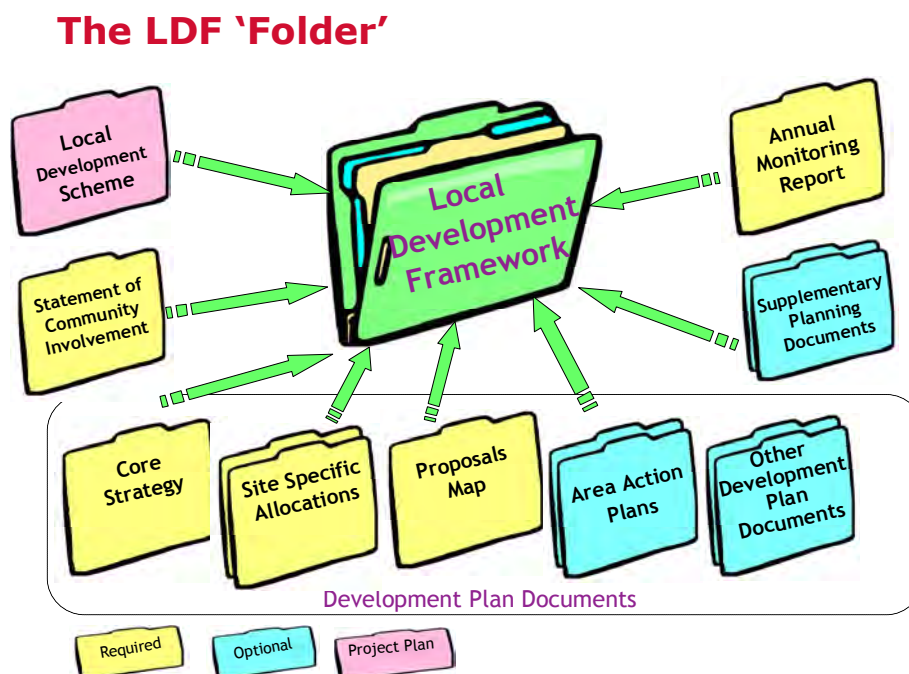 The LDF ‘Folder’
Local
Development
Scheme
Local
Development
Framework
Annual
Monitoring
Report
Statement of
Community
Involvement
Supplementary
Planning
Documents
Core
Strategy
Site Specific
Allocations
Proposals
Map
Area Action
Plans
Other
Development
Plan
Documents
Development Plan Documents
Required
Optional
Project Plan